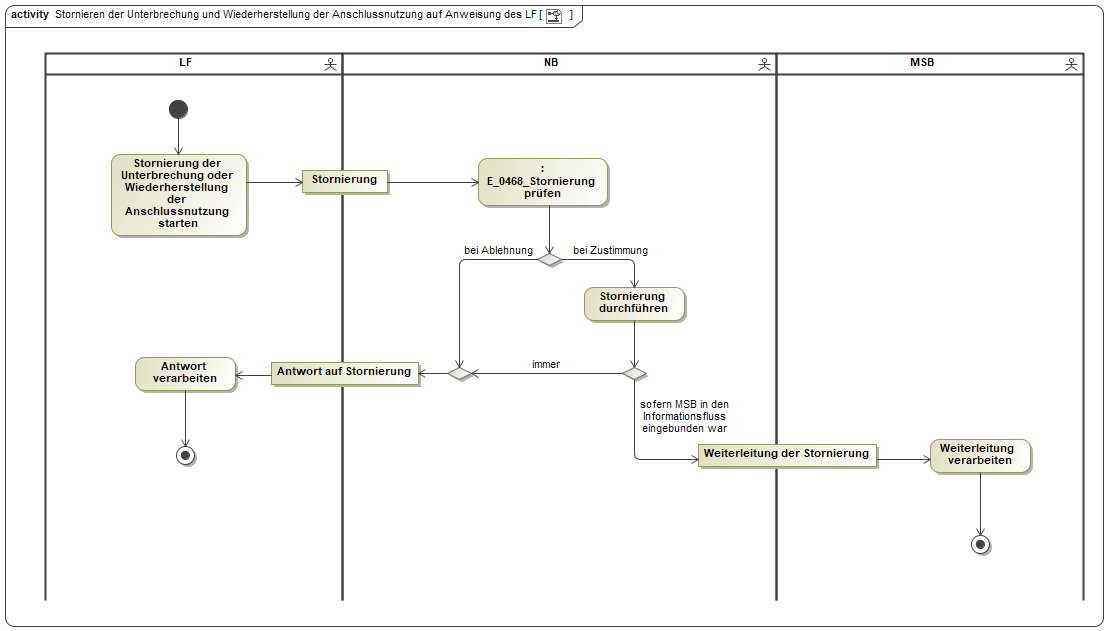 activity Stornieren der Unterbrechung und Wiederherstellung der Anschlussnutzung auf Anweisung des LF [ ]
LF
NB
MSB
Stornierung der
Unterbrechung oder
Wiederherstellung
der
Anschlussnutzung
starten
Stornierung
:
E_0468_Stornierung
prüfen
bei Ablehnung
bei Zustimmung
Stornierung
durchführen
immer
Antwort auf Stornierung
Antwort
verarbeiten
sofern MSB in den
Informationsfluss
eingebunden war
Weiterleitung der Stornierung
Weiterleitung
verarbeiten